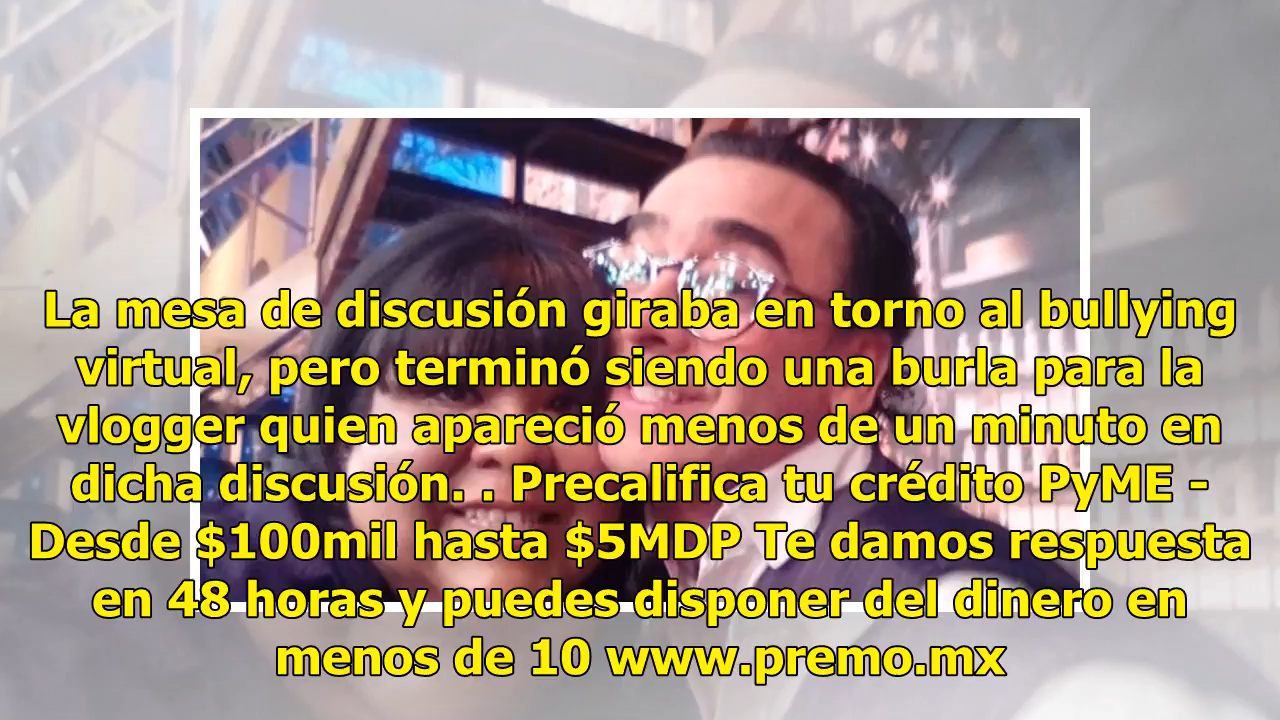 La mesa de discusión giraba en torno al bullying
virtual, pero terminó siendo una burla para la
vlogger quien apareció menos de un minuto en
dicha discusión. . Precalifica tu crédito PyME -
Desde $100mil hasta $5MDP Te damos respuesta
en 48 horas y puedes disponer del dinero en
menos de 10 www.premo.mx